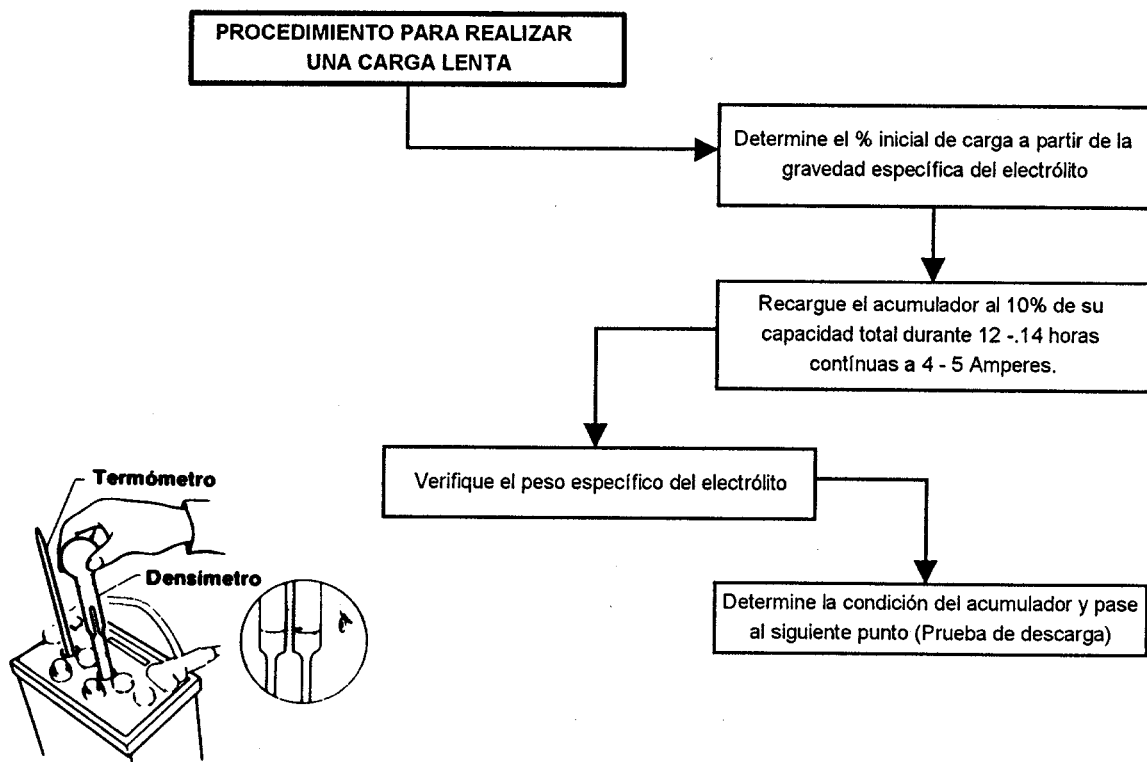 PROCEDIMIENTO PARA REALIZAR
UNA CARGA LENTA
Determine el % inicial de carga a partir de la
gravedad específica del electrólito
Recargue el acumulador al 10% de su
capacidad total durante 12 -.14 horas
contínuas a 4 - 5 Amperes.
Verifique el peso específico del electrólito
Determine la condición del acumulador y pase
al siguiente punto (Prueba de descarga)
Termómetro
Densímetro